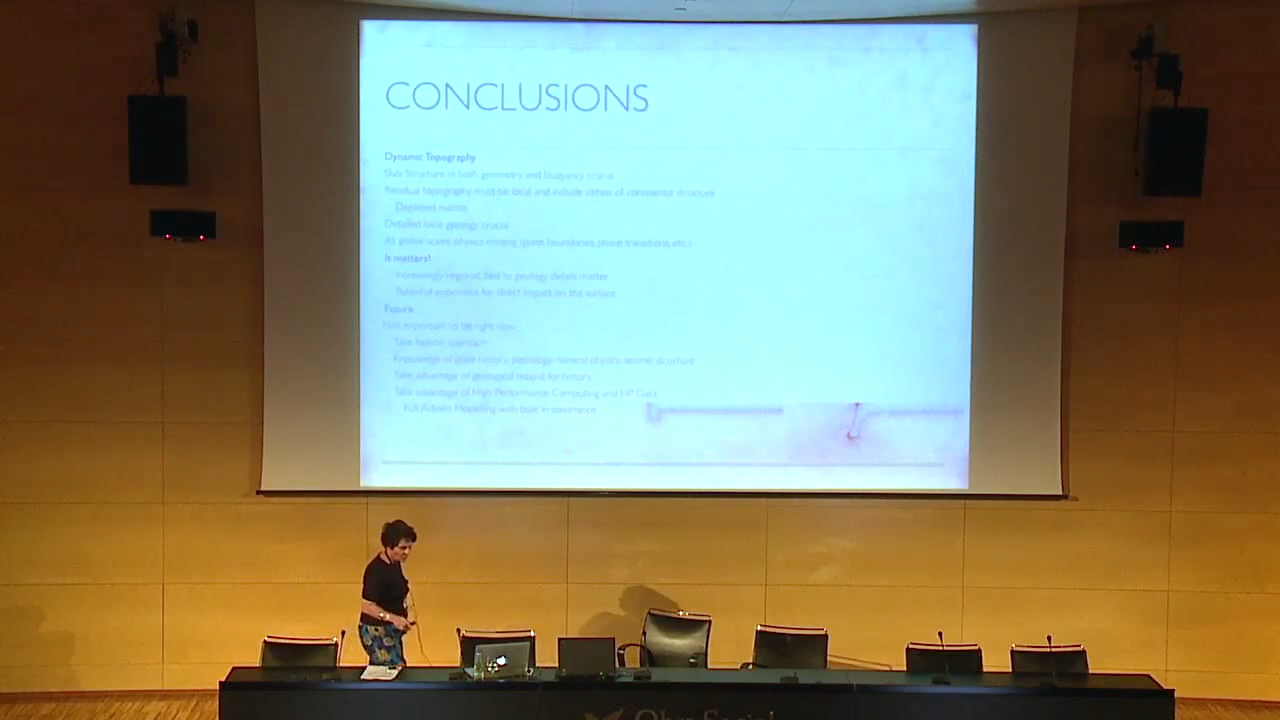 CONCLUSIONS
Dynamic Topography
Slab Structure in both geometry and buoyancy crucial
Residual topography must be local and include details of continental structure
Depleted mantle
Detailed local geology crucial
At global scales physics missing (plate boundaries, phase transitions, etc.)
It matters!
Increasingly regional, tied to geology details matter
Potential enormous for direct impact on the surface
Future
Not important to be right now
Take holistic approach
Knowledge of plate history, petrology, mineral physics, seismic structure
Take advantage of geological record for history
Take advantage of High Performance Computing and HP Data
Full Adjoint Modelling with built in covariance
Obra Social